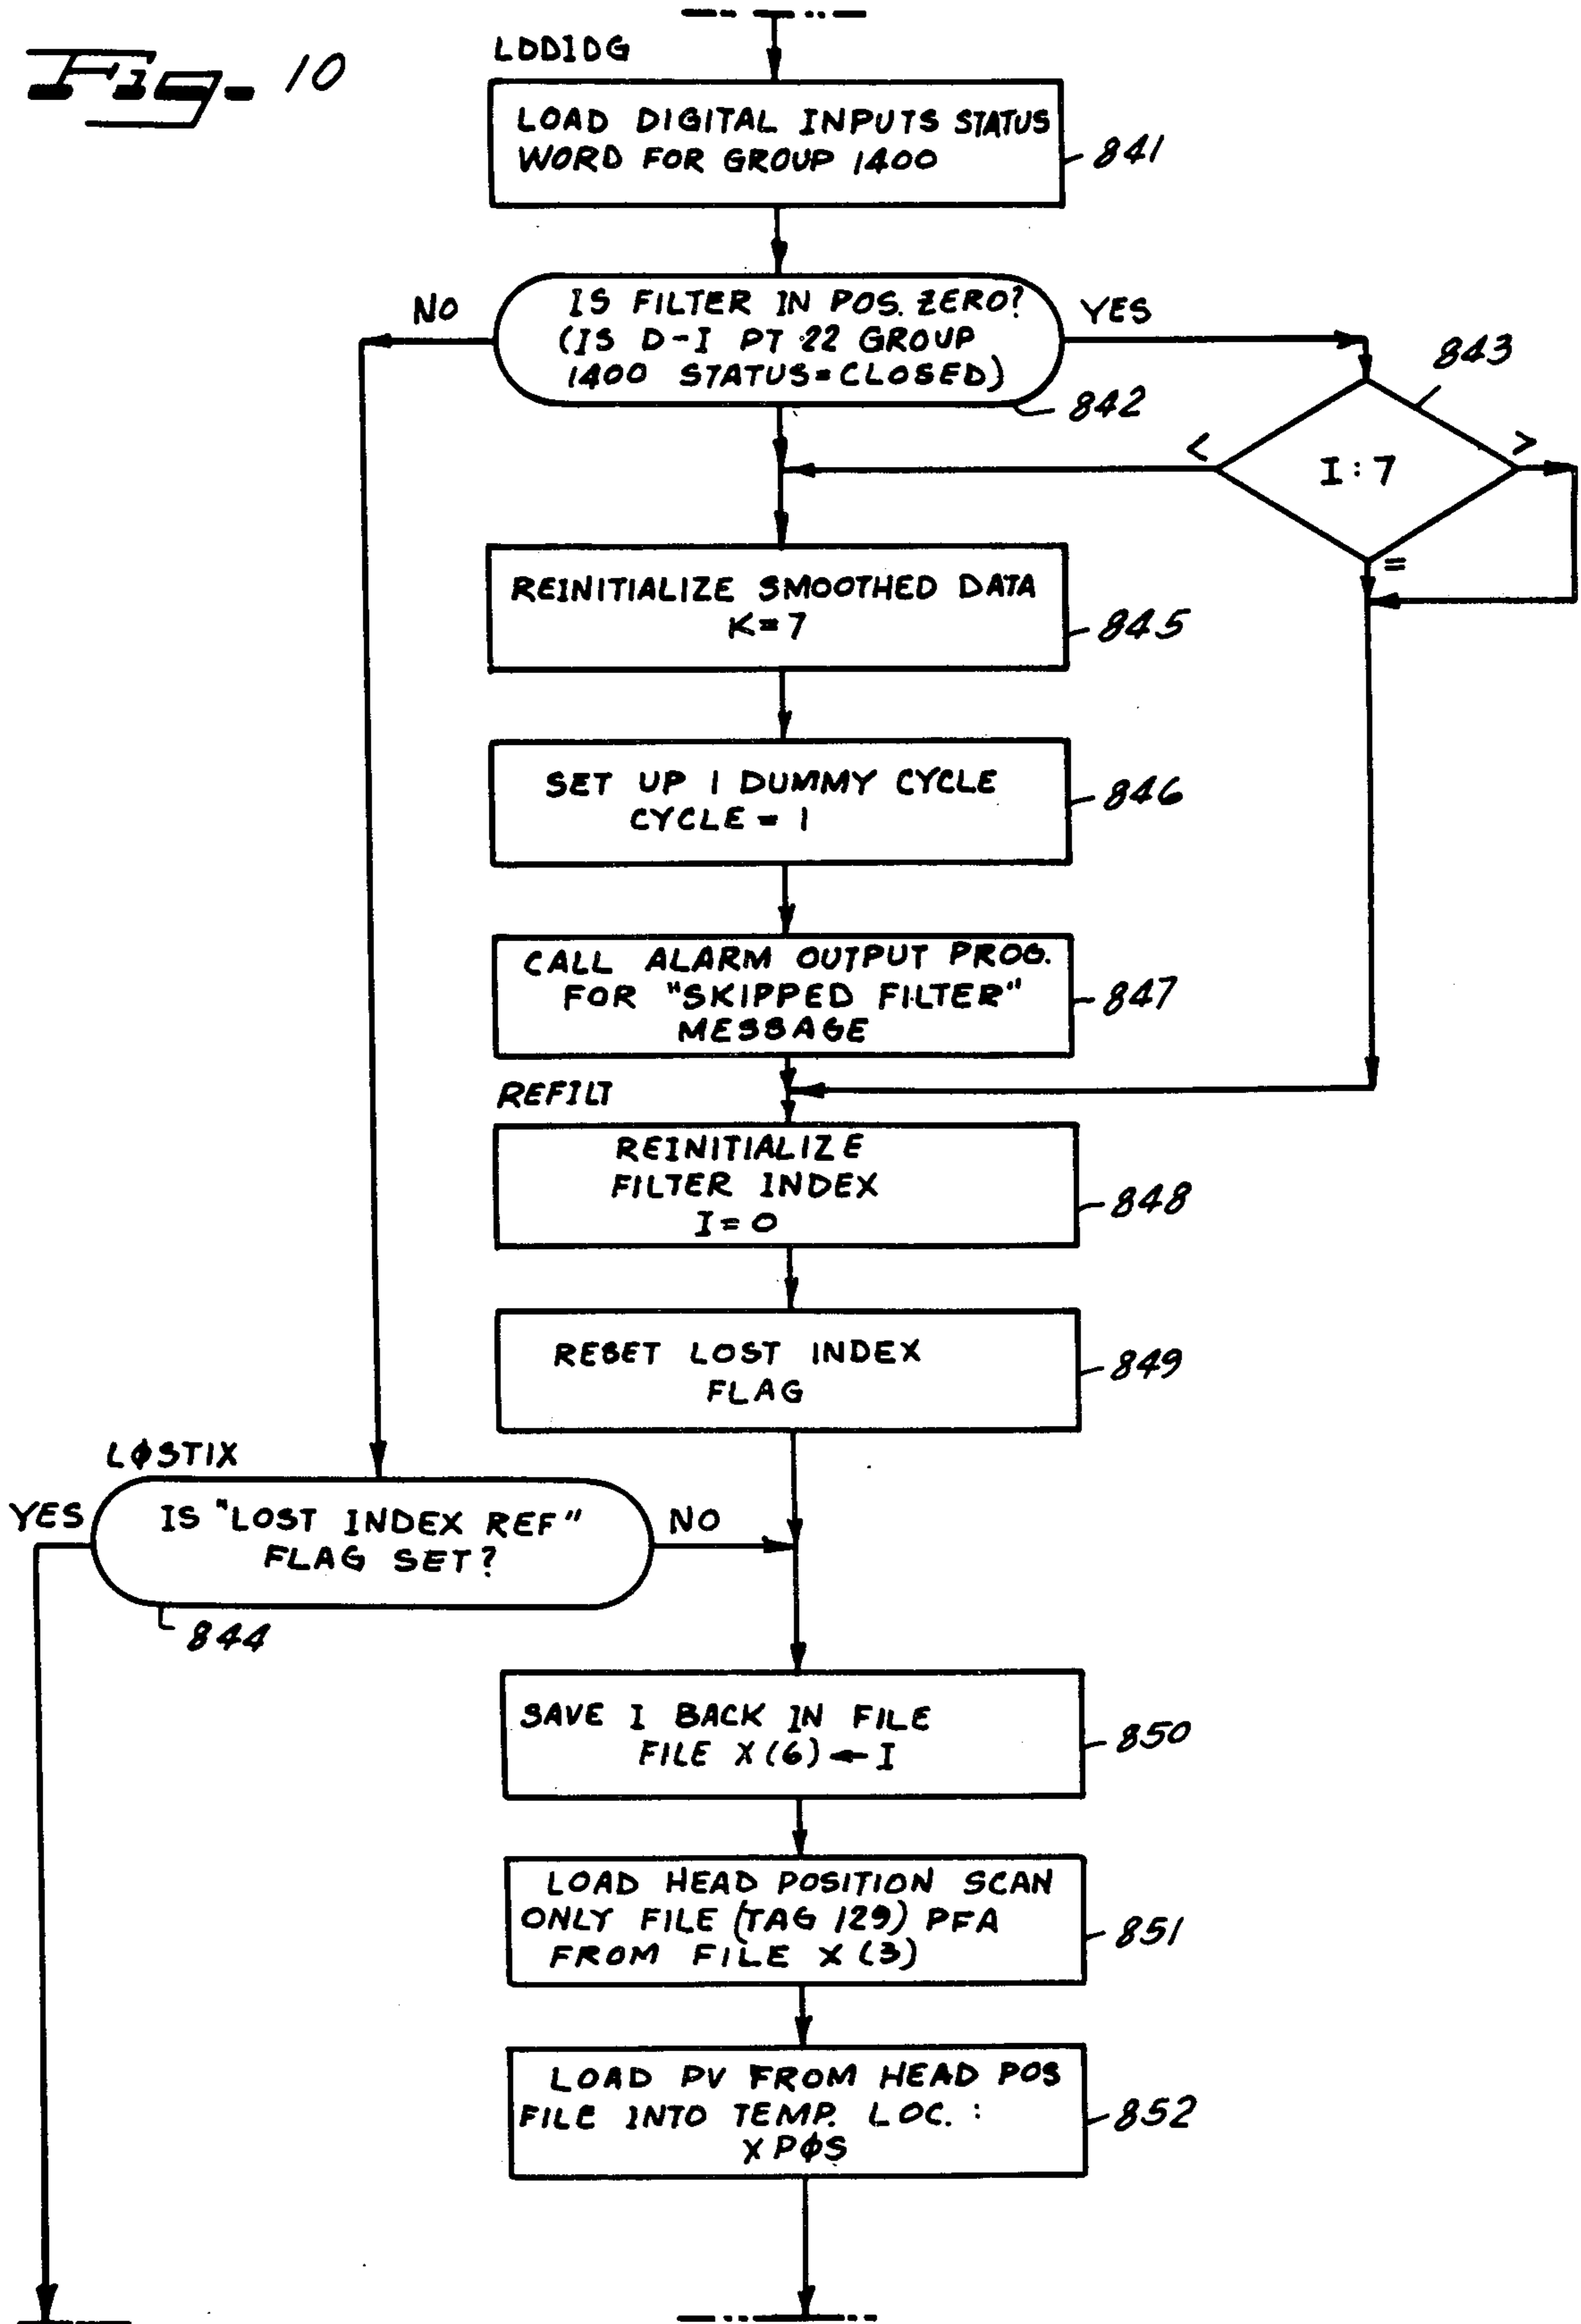 Fig- 10
LDDIDG
LOAD DIGITAL INPUTS STATUS
WORD FOR GROUP 1400
841
NO
IS FILTER IN POS. ZERO?
(IS D-I PT 22 GROUP
1400 STATUS=CLOSED)
YES
842
843
<
I : 7
>
=
REINITIALIZE SMOOTHED DATA
K=7
845
SET UP 1 DUMMY CYCLE
CYCLE = 1
846
CALL ALARM OUTPUT PROG.
FOR "SKIPPED FILTER"
MESSAGE
847
REFILT
REINITIALIZE
FILTER INDEX
I=0
848
RESET LOST INDEX
FLAG
849
LØSTIX
YES
IS "LOST INDEX REF"
FLAG SET?
NO
844
SAVE I BACK IN FILE
FILE X(6) ← I
850
LOAD HEAD POSITION SCAN
ONLY FILE (TAG 129) PFA
FROM FILE X(3)
851
LOAD PV FROM HEAD POS
FILE INTO TEMP. LOC. :
XPØS
852